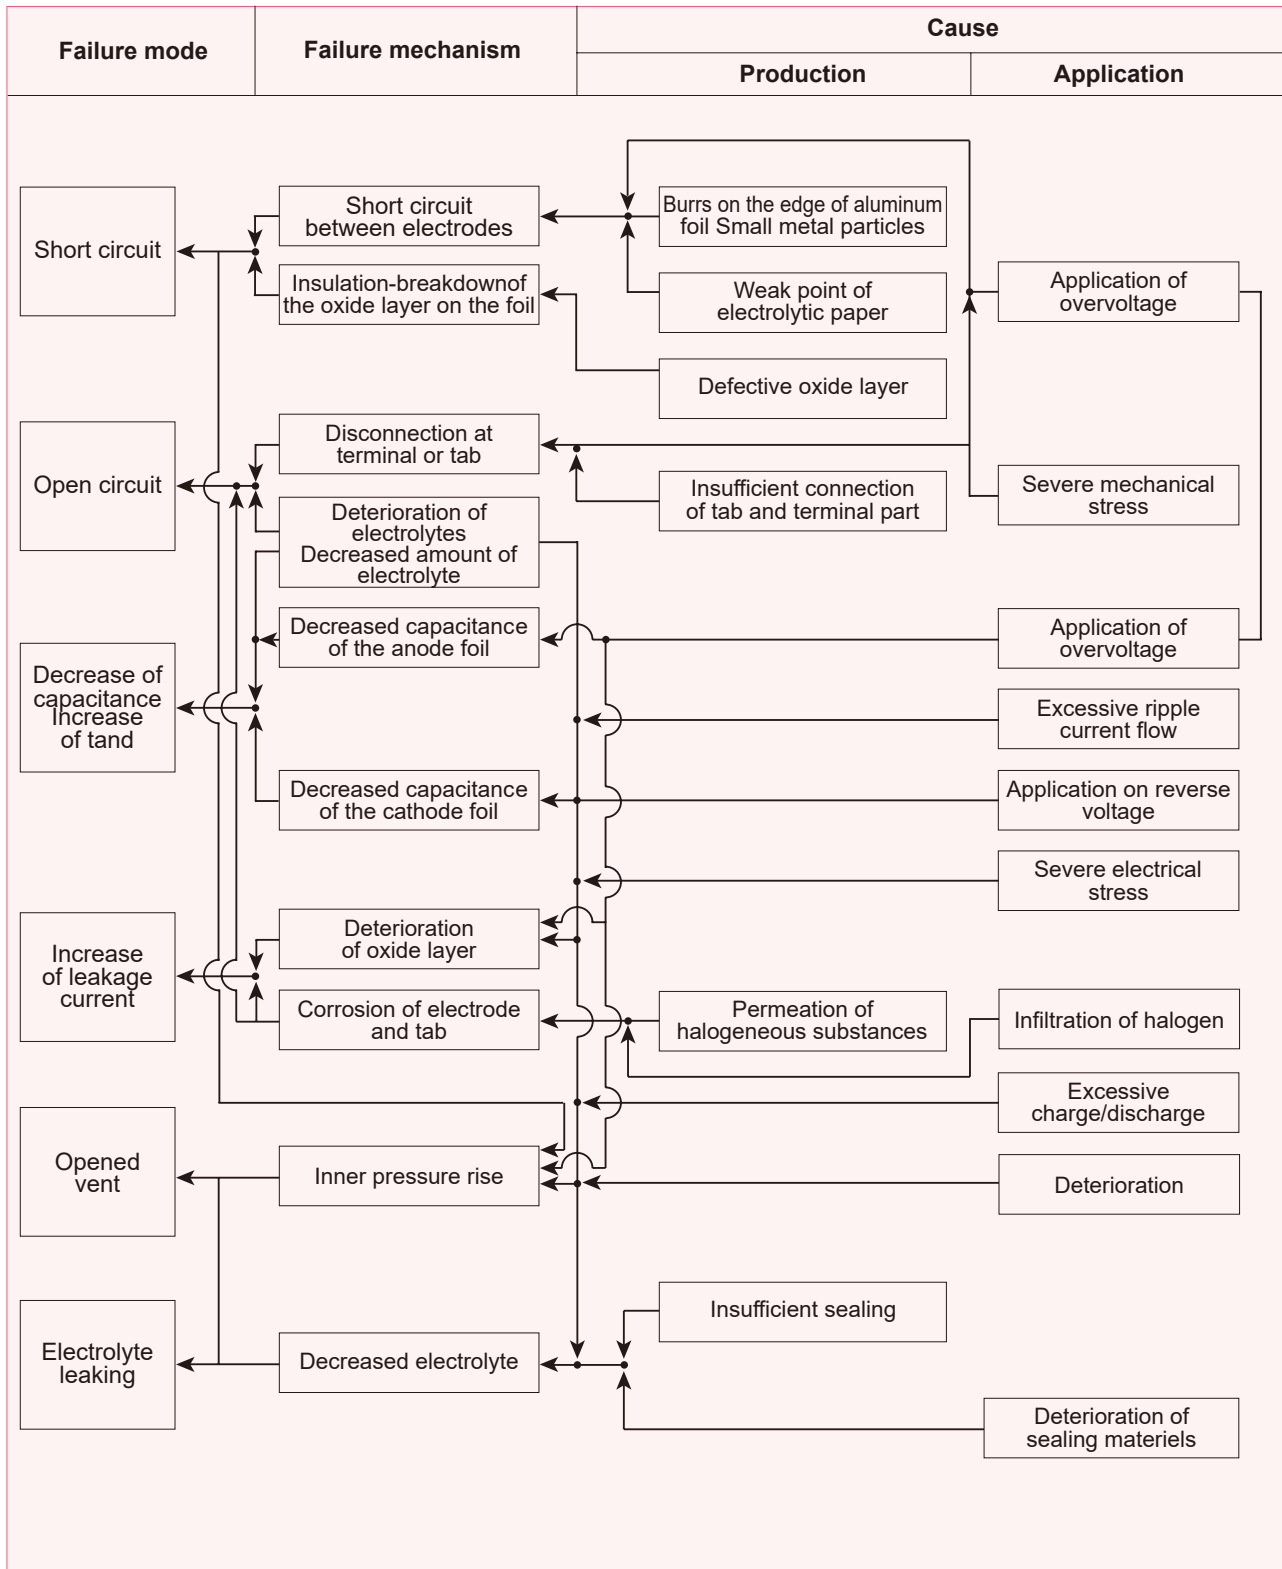 Failure mode
Failure mechanism
Cause
Production
Application
Short circuit
Short circuit
between electrodes
Burrs on the edge of aluminum
foil Small metal particles
Insulation-breakdownof
the oxide layer on the foil
Weak point of
electrolytic paper
Application of
overvoltage
Defective oxide layer
Open circuit
Disconnection at
terminal or tab
Insufficient connection
of tab and terminal part
Severe mechanical
stress
Deterioration of
electrolytes
Decreased amount of
electrolyte
Decrease of
capacitance
Increase
of tand
Decreased capacitance
of the anode foil
Application of
overvoltage
Excessive ripple
current flow
Decreased capacitance
of the cathode foil
Application on reverse
voltage
Severe electrical
stress
Increase
of leakage
current
Deterioration
of oxide layer
Corrosion of electrode
and tab
Permeation of
halogeneous substances
Infiltration of halogen
Excessive
charge/discharge
Opened
vent
Inner pressure rise
Deterioration
Insufficient sealing
Electrolyte
leaking
Decreased electrolyte
Deterioration of
sealing materiels